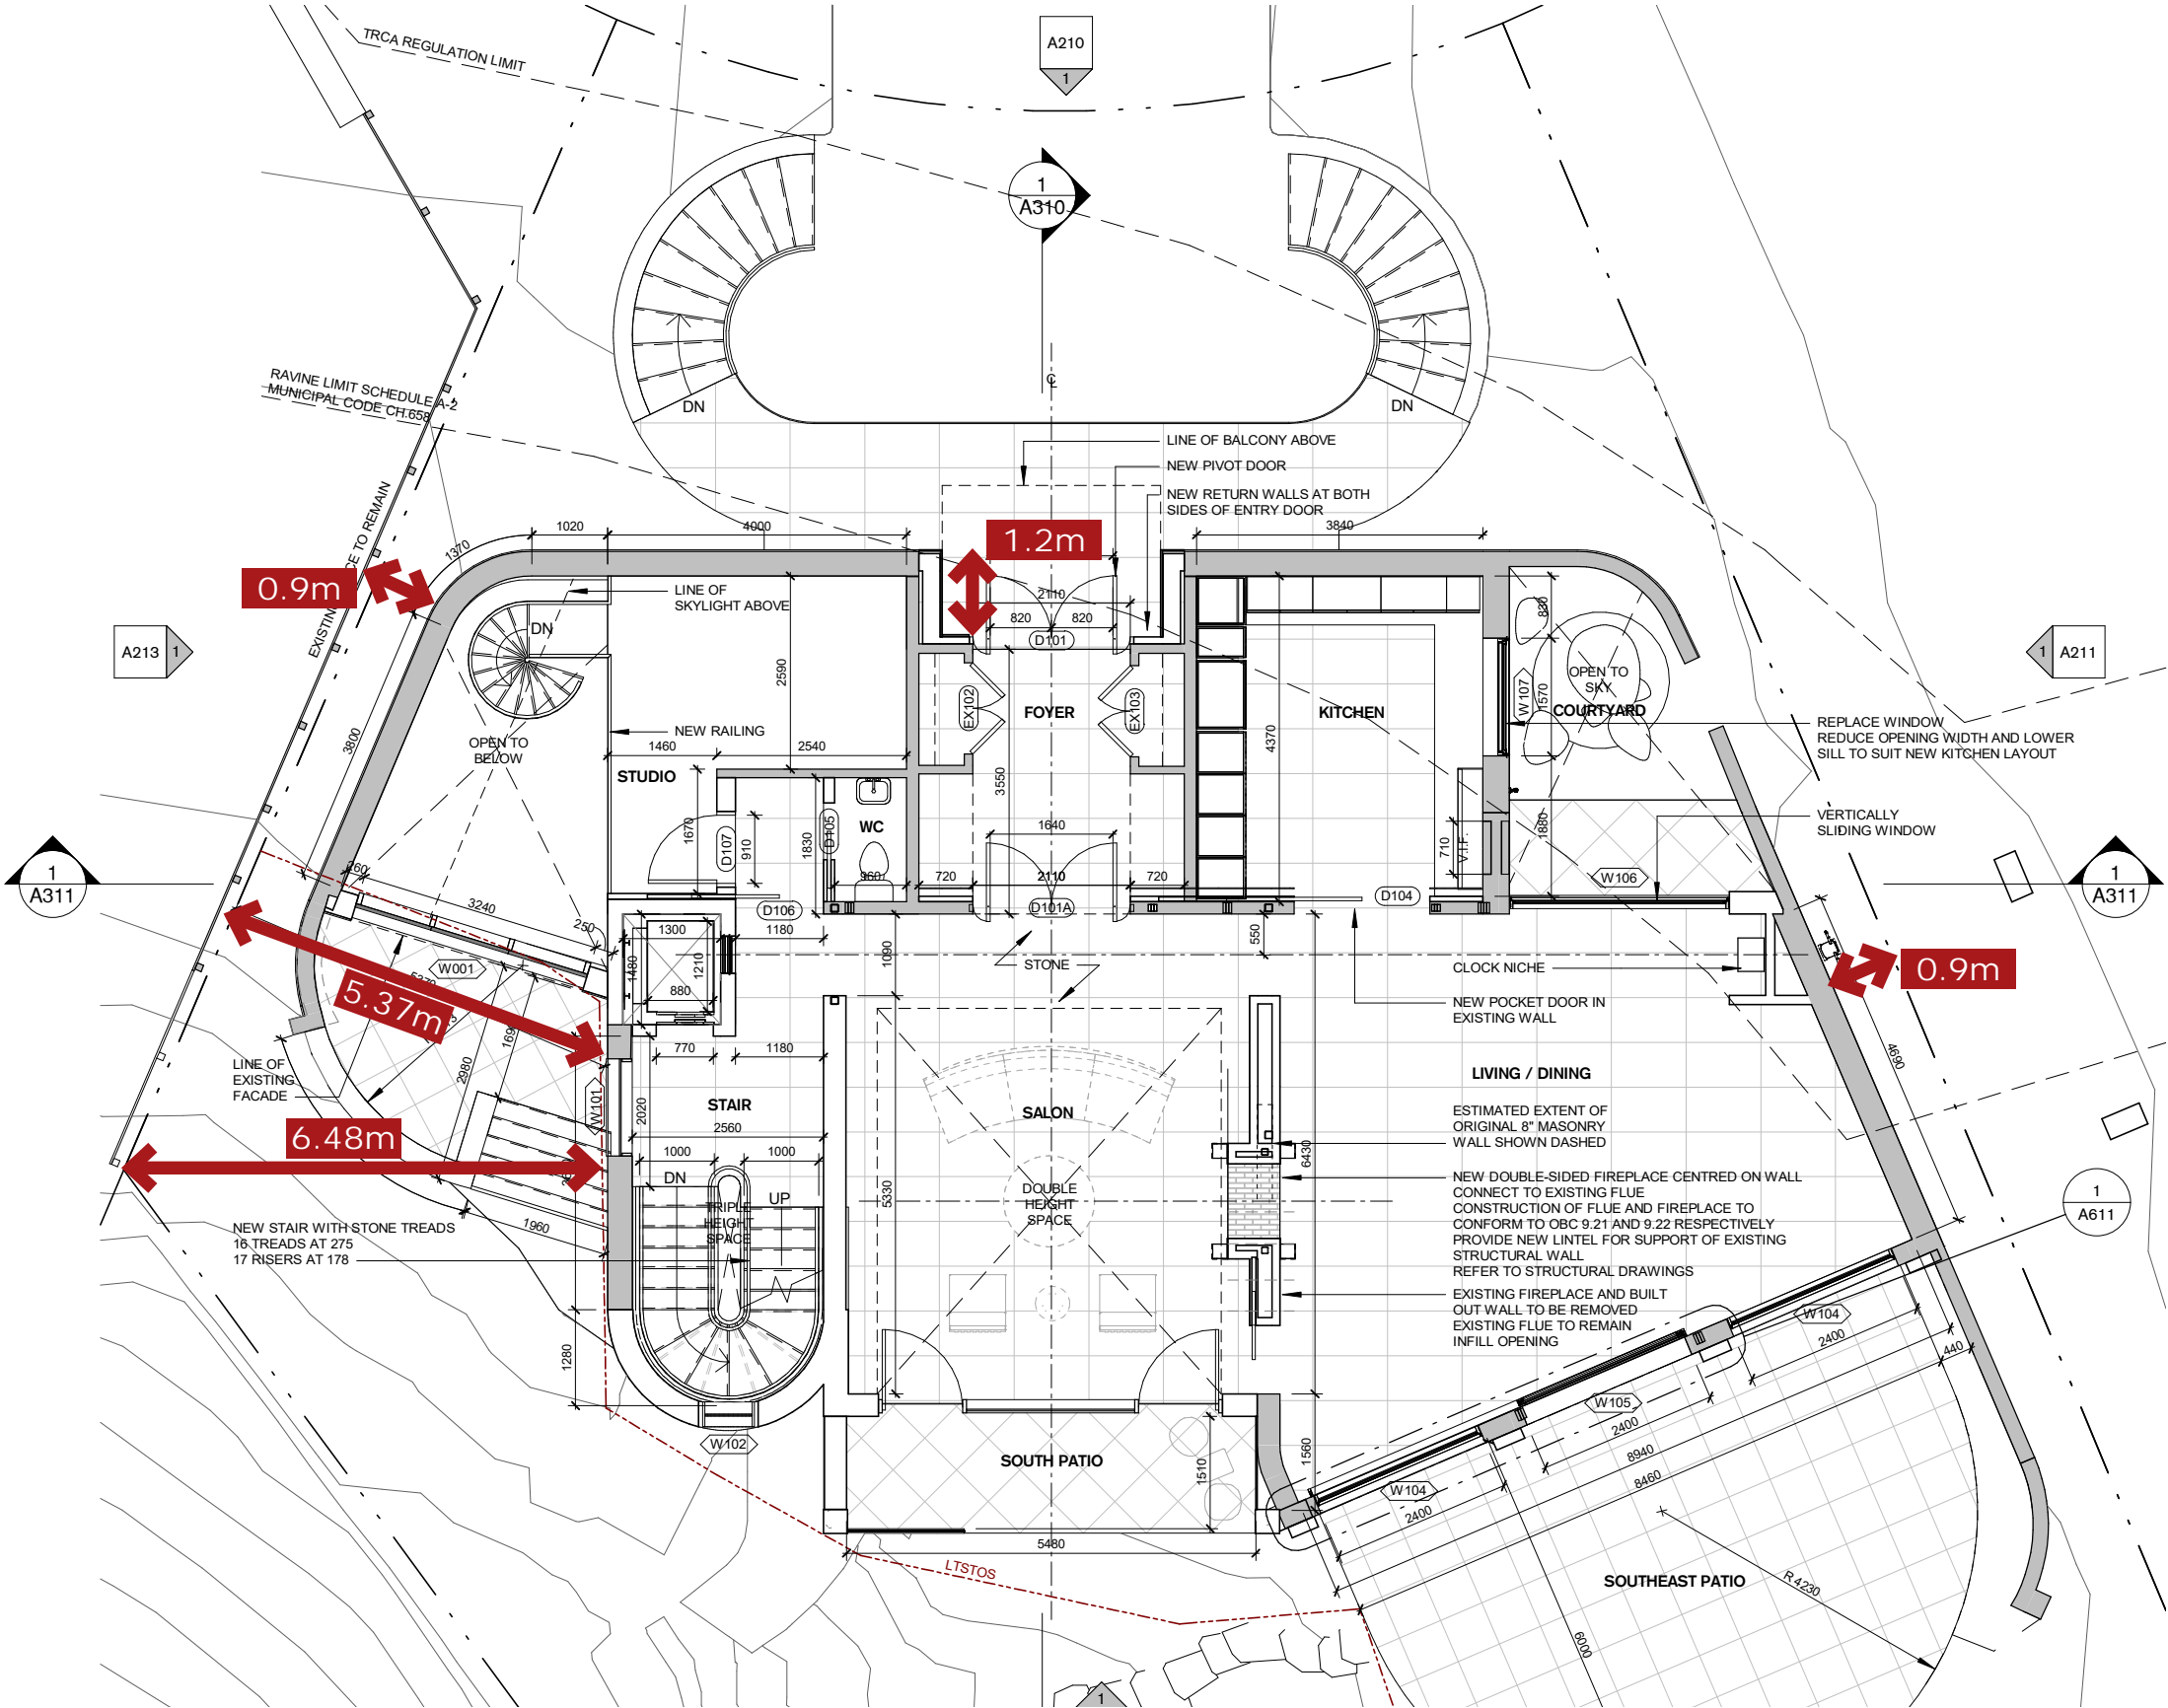 TRCA REGULATION LIMIT
A210
1
1
A310
RAVINE LIMIT SCHEDULE A-2
MUNICIPAL CODE CH.658
DN
DN
LINE OF BALCONY ABOVE
NEW PIVOT DOOR
NEW RETURN WALLS AT BOTH
SIDES OF ENTRY DOOR
1020
4000
3840
1370
1.2m
0.9m
LINE OF
SKYLIGHT ABOVE
DN
2110
820
820
D101
830
A213
1
1
A211
2590
EX102
FOYER
EX103
KITCHEN
W107
1570
OPEN TO
SKY
COURTYARD
REPLACE WINDOW
REDUCE OPENING WIDTH AND LOWER
SILL TO SUIT NEW KITCHEN LAYOUT
NEW RAILING
OPEN TO
BELOW
3800
1460
2540
STUDIO
4370
3550
VERTICALLY
SLIDING WINDOW
1670
D107
910
1830
D105
WC
1640
710
V.I.F.
1880
1
A311
260
3240
250
960
720
2110
720
D106
D101A
D104
W106
1
A311
1300
1180
1480
1210
880
1090
550
STONE
W001
5.37m
CLOCK NICHE
0.9m
NEW POCKET DOOR IN
EXISTING WALL
770
1180
4690
LINE OF
EXISTING
FACADE
2980
W101
2020
STAIR
2560
1000
1000
SALON
LIVING / DINING
ESTIMATED EXTENT OF
ORIGINAL 8" MASONRY
WALL SHOWN DASHED
6.48m
6430
5330
DN
UP
TRIPLE
HEIGHT
SPACE
DOUBLE
HEIGHT
SPACE
NEW DOUBLE-SIDED FIREPLACE CENTRED ON WALL
CONNECT TO EXISTING FLUE
CONSTRUCTION OF FLUE AND FIREPLACE TO
CONFORM TO OBC 9.21 AND 9.22 RESPECTIVELY
PROVIDE NEW LINTEL FOR SUPPORT OF EXISTING
STRUCTURAL WALL
REFER TO STRUCTURAL DRAWINGS
1
A611
1960
NEW STAIR WITH STONE TREADS
16 TREADS AT 275
17 RISERS AT 178
EXISTING FIREPLACE AND BUILT
OUT WALL TO BE REMOVED
EXISTING FLUE TO REMAIN
INFILL OPENING
W104
2400
440
1280
W105
2400
W102
1560
8940
8460
SOUTH PATIO
1510
W104
2400
5480
LTSTOS
SOUTHEAST PATIO
R 4230
6000
1